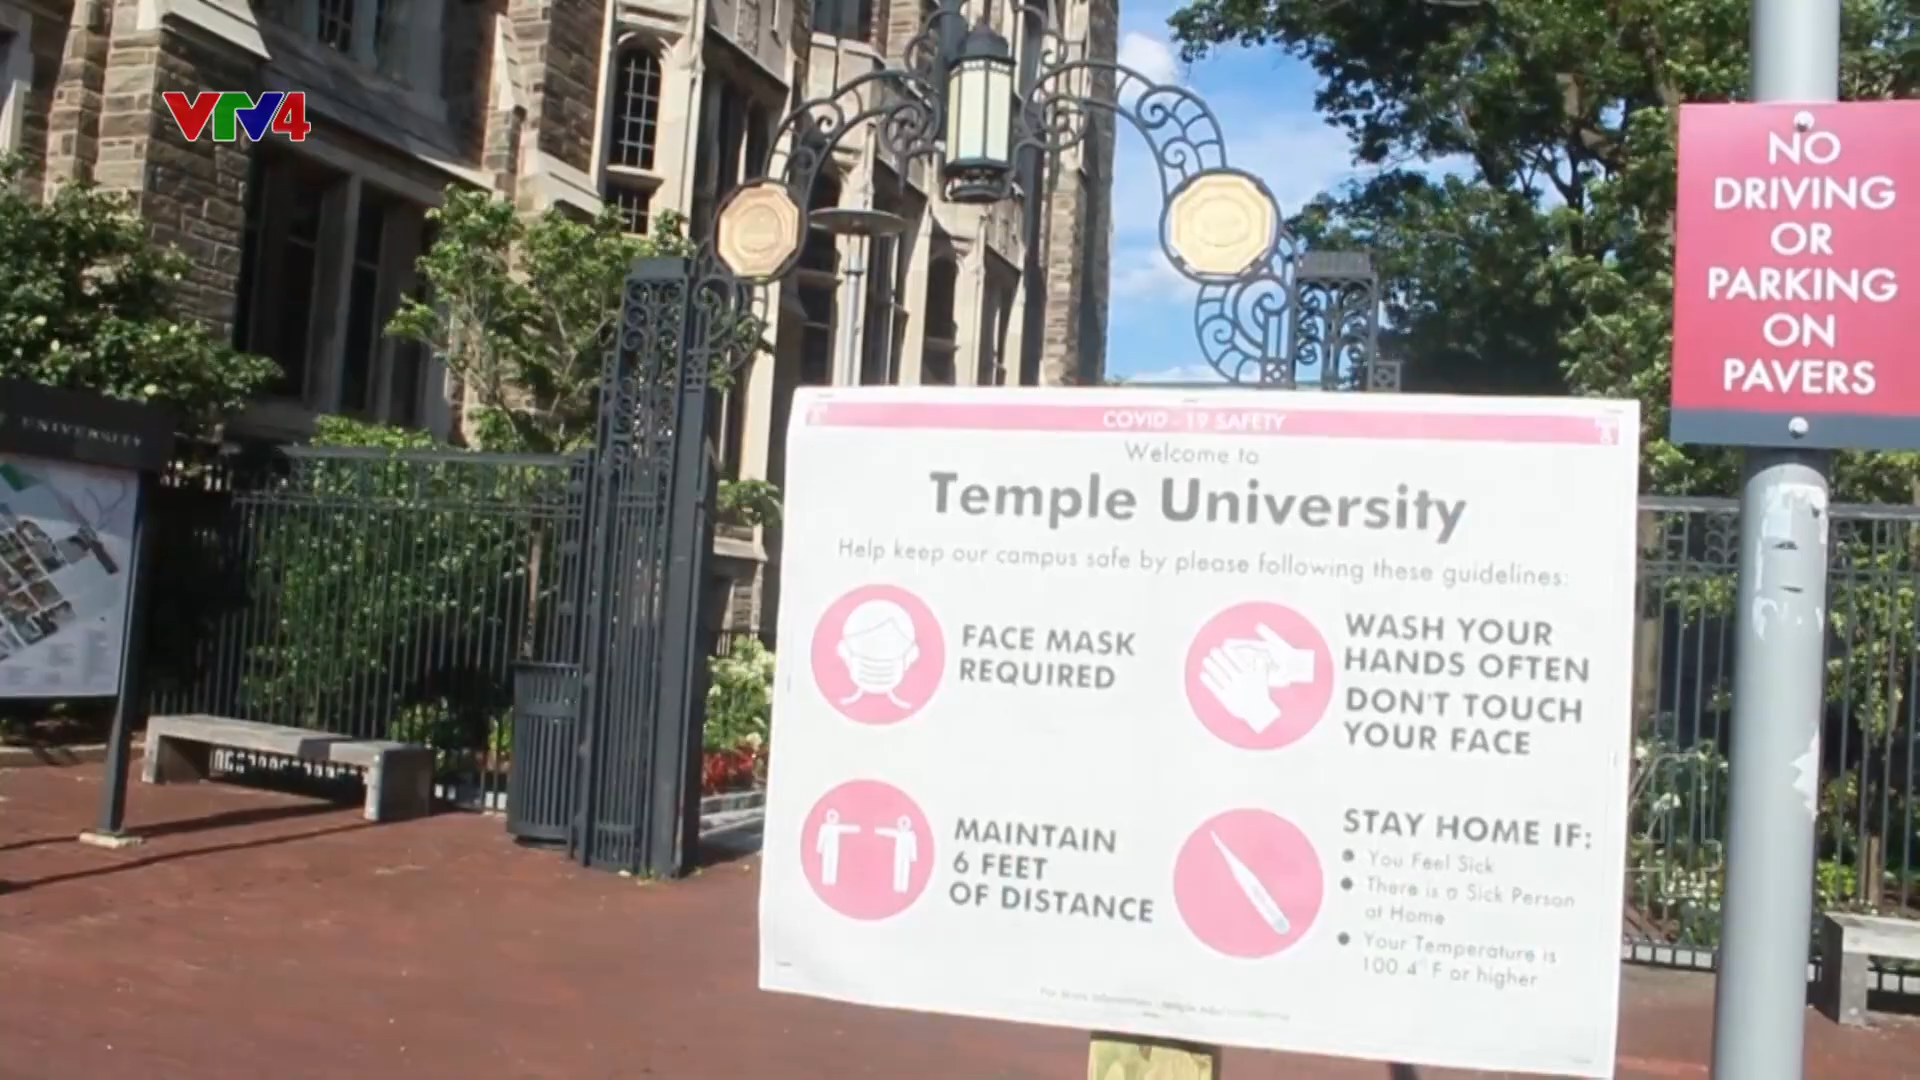 VTV4
UNIVERSITY
NO
DRIVING
OR
PARKING
ON
PAVERS
COVID - 19 SAFETY
Welcome to
Temple University
Help keep our campus safe by please following these guidelines:
FACE MASK
REQUIRED
WASH YOUR
HANDS OFTEN
DON'T TOUCH
YOUR FACE
MAINTAIN
6 FEET
OF DISTANCE
STAY HOME IF:
You Feel Sick
There is a Sick Person
at Home
Your Temperature is
100.4° F or higher